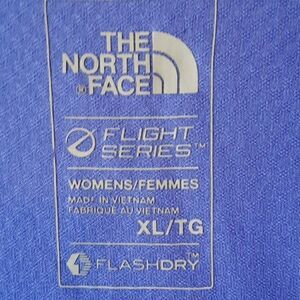 THE
NORTH
® FACE
FLIGHT
SERIES™
WOMENS/FEMMES
MADE IN VIETNAM
FABRIQUÉ AU VIETNAM
XL/TG
FLASHDRY™